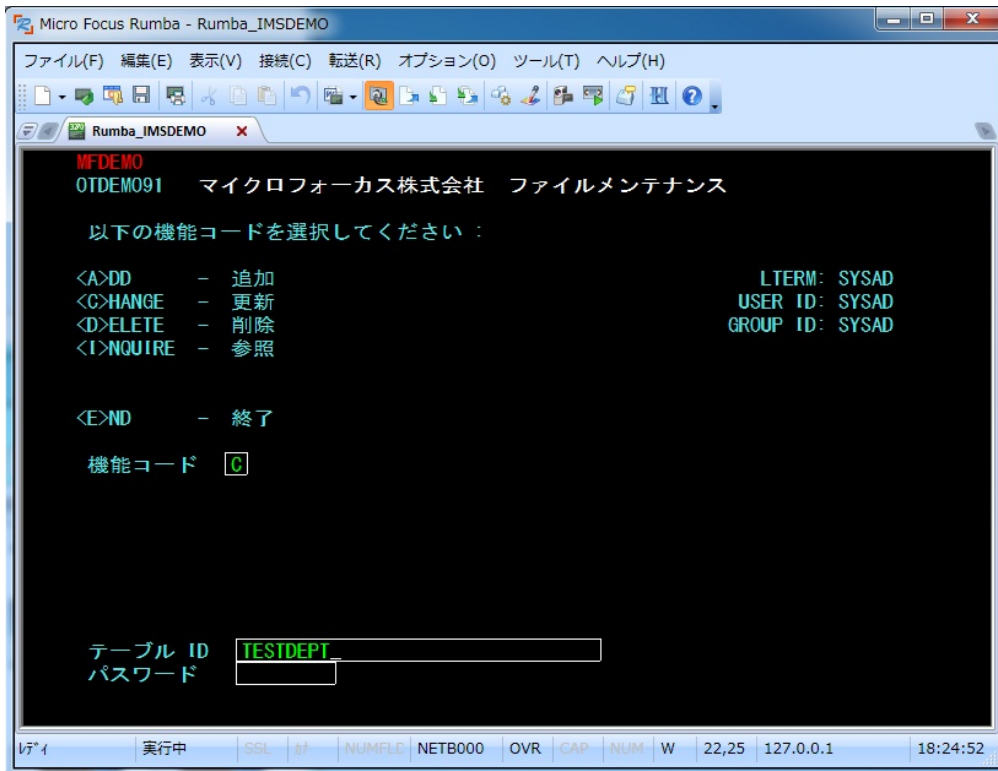 Micro Focus Rumba - Rumba_IMSDEMO
ファイル(F) 編集(E) 表示(V) 接続(C) 転送(R) オプション(O) ツール(T) ヘルプ(H)
Rumba_IMSDEMO
MFDEMO
OTDEMO91 マイクロフォーカス株式会社 ファイルメンテナンス
以下の機能コードを選択してください :
<A>DD - 追加 LTERM: SYSAD
<C>HANGE - 更新 USER ID: SYSAD
<D>ELETE - 削除 GROUP ID: SYSAD
<I>NQUIRE - 参照
<E>ND - 終了
機能コード C
テーブル ID TESTDEPT_
パスワード
ﾚﾃﾞｨ 実行中 SSL ｶﾅ NUMFLD NETB000 OVR CAP NUM W 22,25 127.0.0.1 18:24:52